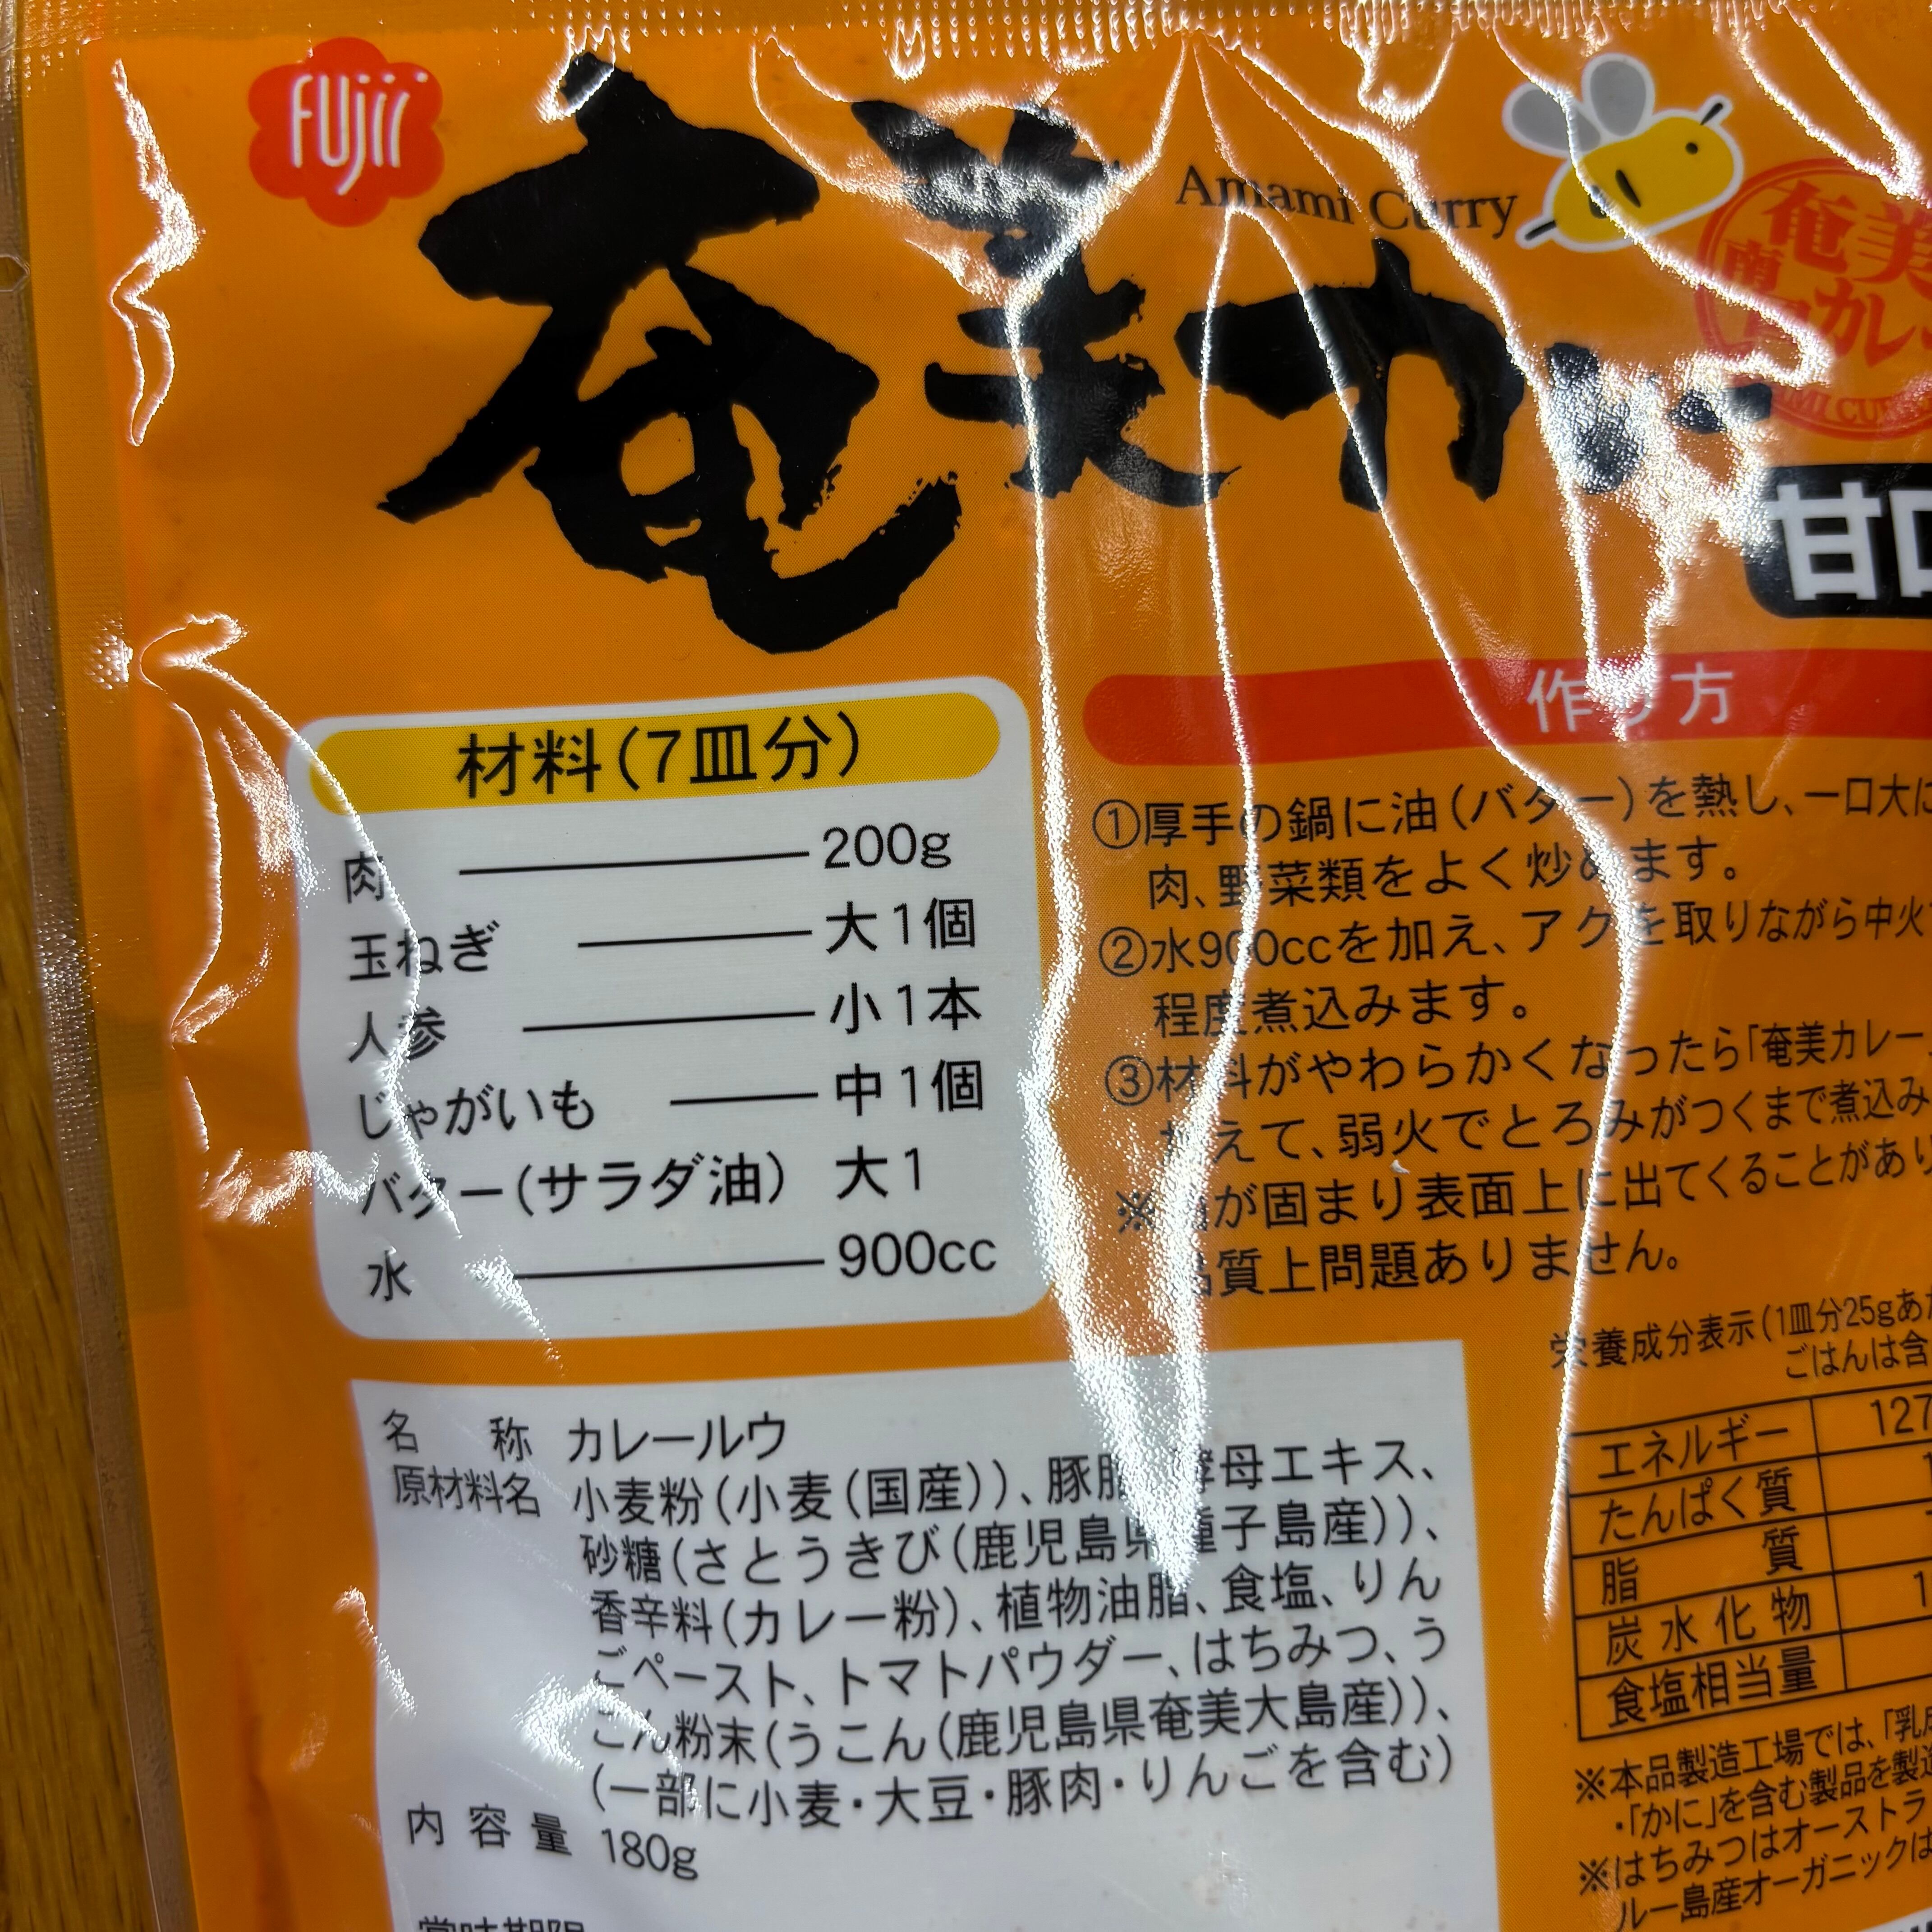 Fujii
Amami Curry
奄美カレー
奄美
カレ
甘口
材料(7皿分)
肉 200g
玉ねぎ 大1個
人参 小1本
じゃがいも 中1個
バター(サラダ油) 大1
水 900cc
作り方
①厚手の鍋に油(バター)を熱し、一口大に
肉、野菜類をよく炒めます。
②水900ccを加え、アクを取りながら中火
程度煮込みます。
③材料がやわらかくなったら「奄美カレー
加えて、弱火でとろみがつくまで煮込み
※ が固まり表面上に出てくることがあり
品質上問題ありません。
名称 カレールウ
原材料名 小麦粉(小麦(国産))、豚脂、酵母エキス、
砂糖(さとうきび(鹿児島県種子島産))、
香辛料(カレー粉)、植物油脂、食塩、りん
ごペースト、トマトパウダー、はちみつ、う
こん粉末(うこん(鹿児島県奄美大島産))、
(一部に小麦・大豆・豚肉・りんごを含む)
内容量 180g
賞味期限
栄養成分表示(1皿分25gあた
ごはんは含
エネルギー 127
たんぱく質
脂質
炭水化物
食塩相当量
※本品製造工場では、「乳
・「かに」を含む製品を製造
※はちみつはオーストラ
ルー島産オーガニックは